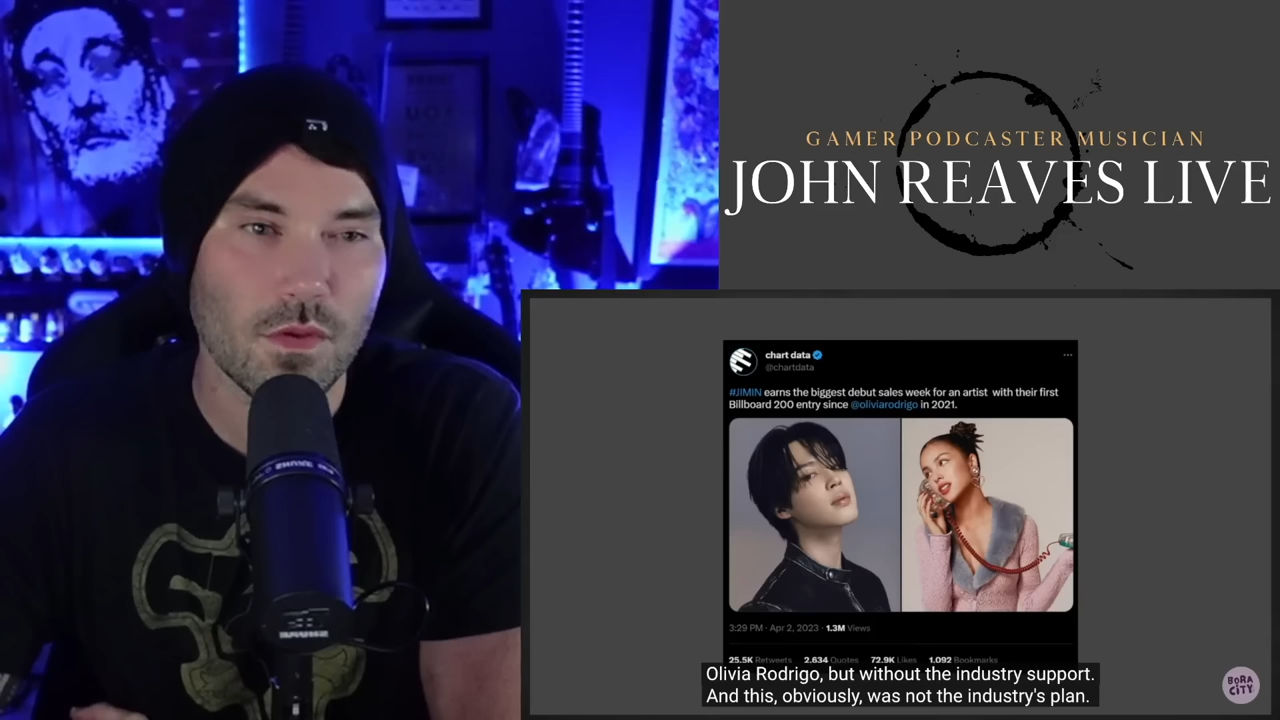 GAMER PODCASTER MUSICIAN
JOHN REAVES LIVE
chart data
@chartdata
#JIMIN earns the biggest debut sales week for an artist with their first
Billboard 200 entry since @oliviarodrigo in 2021.
3:29 PM · Apr 2, 2023 · 1.3M Views
25.5K Retweets 2,634 Quotes 72.9K Likes 1,092 Bookmarks
Olivia Rodrigo, but without the industry support.
And this, obviously, was not the industry's plan.
BORA
CITY